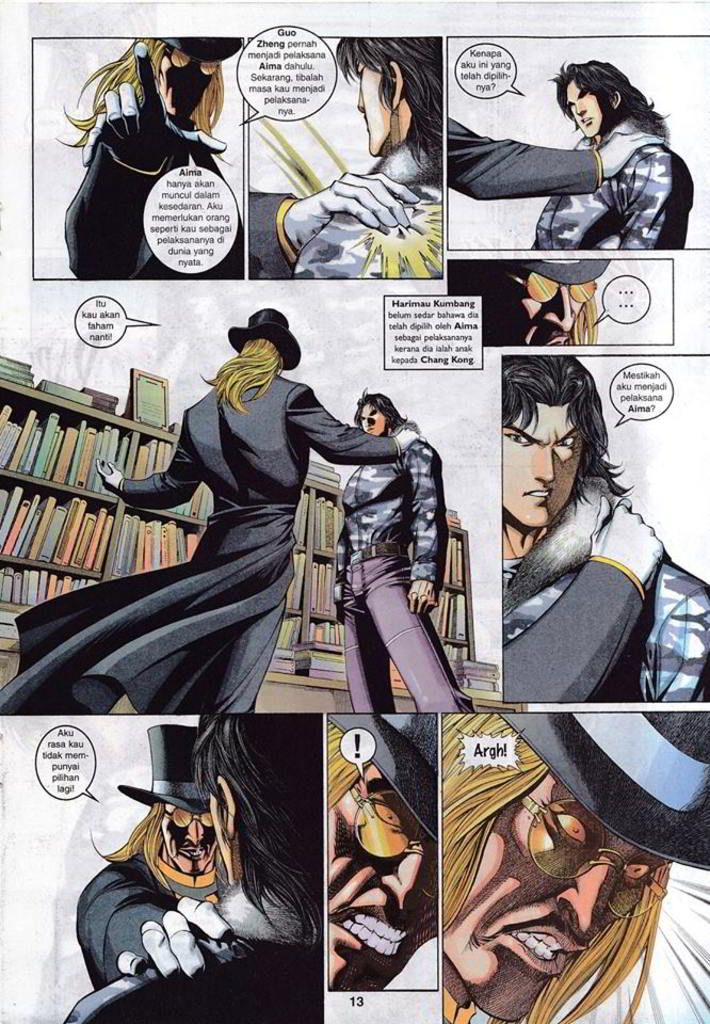 Guo
Zheng pernah
menjadi pelaksana
Aima dahulu.
Sekarang, tibalah
masa kau menjadi
pelaksana-
nya.
Aima
hanya akan
muncul dalam
kesedaran. Aku
memerlukan orang
seperti kau sebagai
pelaksananya di
dunia yang
nyata.
Kenapa
aku ini yang
telah dipilih-
nya?
...
...
Itu
kau akan
faham
nanti!
Harimau Kumbang
belum sedar bahawa dia
telah dipilih oleh Aima
sebagai pelaksananya
kerana dia ialah anak
kepada Chang Kong.
Mestikah
aku menjadi
pelaksana
Aima?
Aku
rasa kau
tidak mem-
punyai
pilihan
lagi!
!
Argh!
13